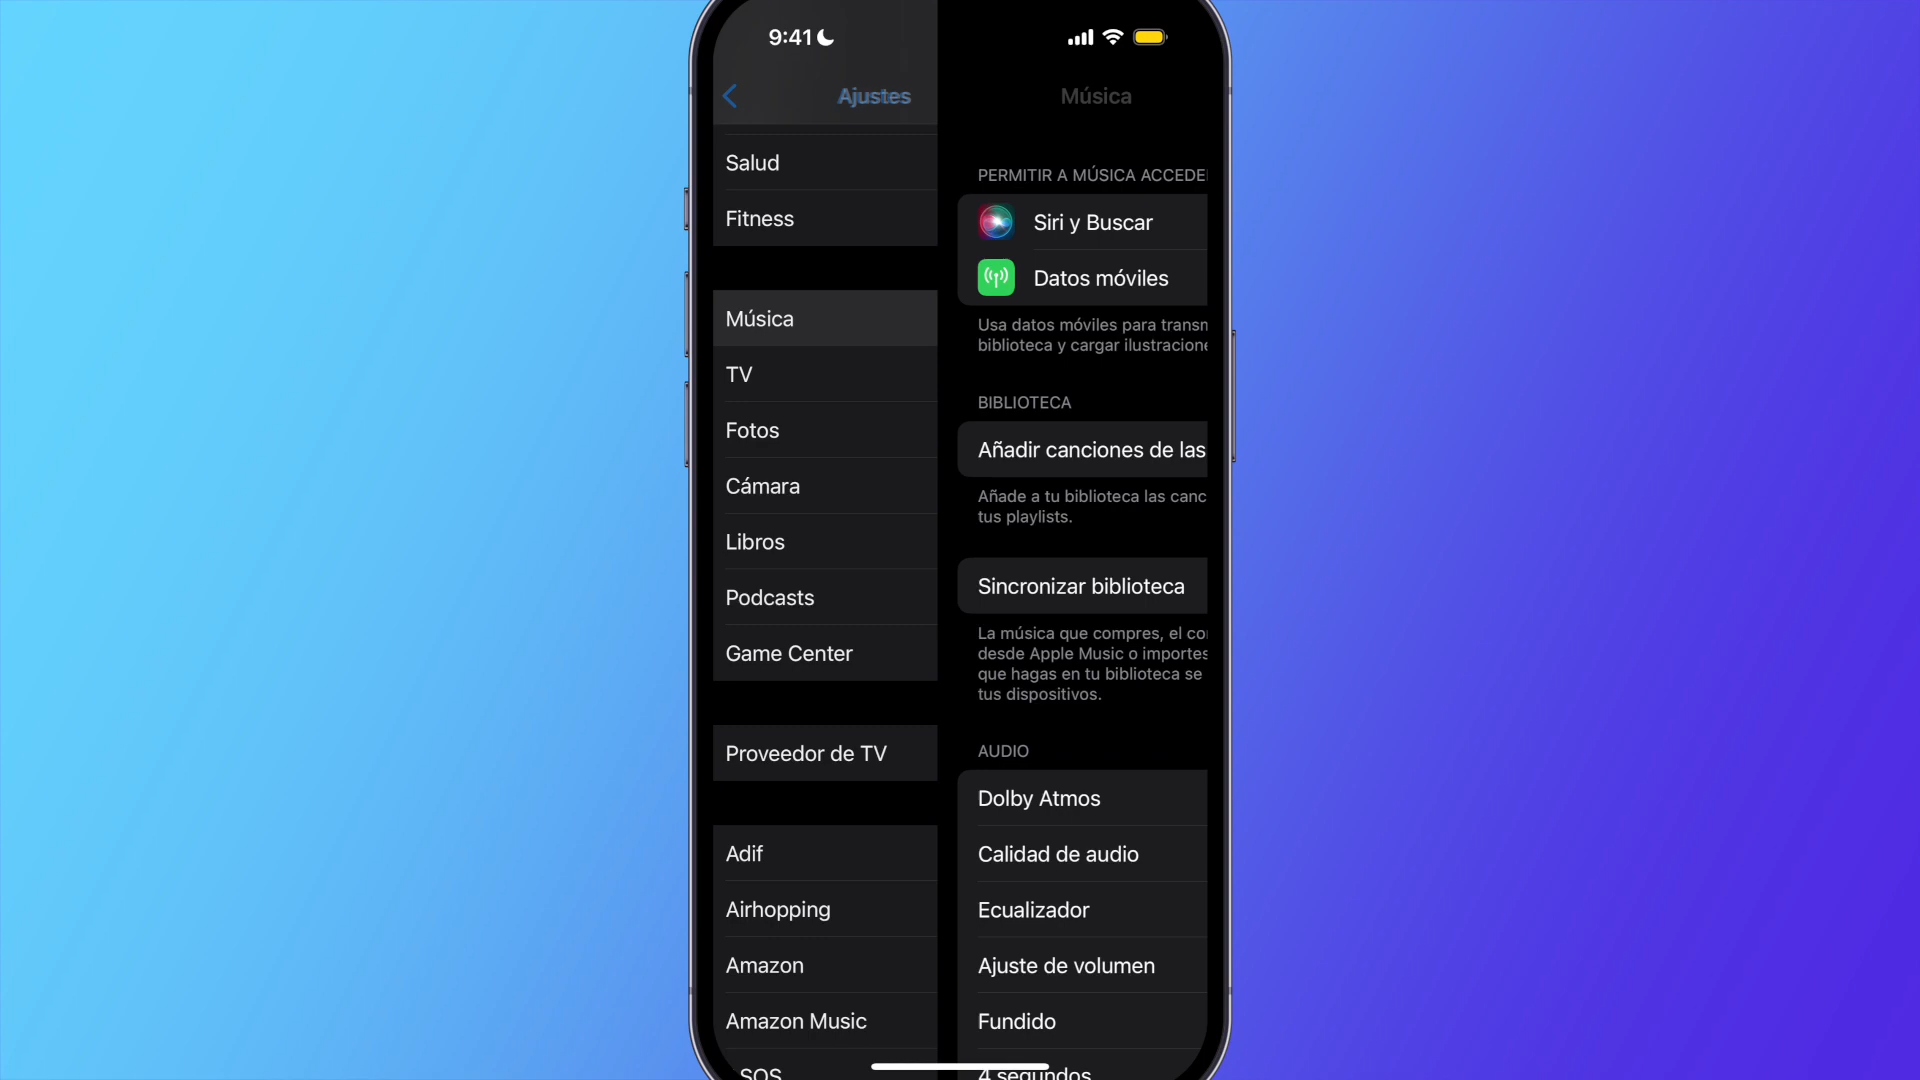 9:41
Ajustes
Salud
Fitness
Música
TV
Fotos
Cámara
Libros
Podcasts
Game Center
Proveedor de TV
Adif
Airhopping
Amazon
Amazon Music
SOS
Música
PERMITIR A MÚSICA ACCEDE
Siri y Buscar
Datos móviles
Usa datos móviles para transm
biblioteca y cargar ilustracione
BIBLIOTECA
Añadir canciones de las
Añade a tu biblioteca las canc
tus playlists.
Sincronizar biblioteca
La música que compres, el co
desde Apple Music o importes
que hagas en tu biblioteca se
tus dispositivos.
AUDIO
Dolby Atmos
Calidad de audio
Ecualizador
Ajuste de volumen
Fundido
4 segundos